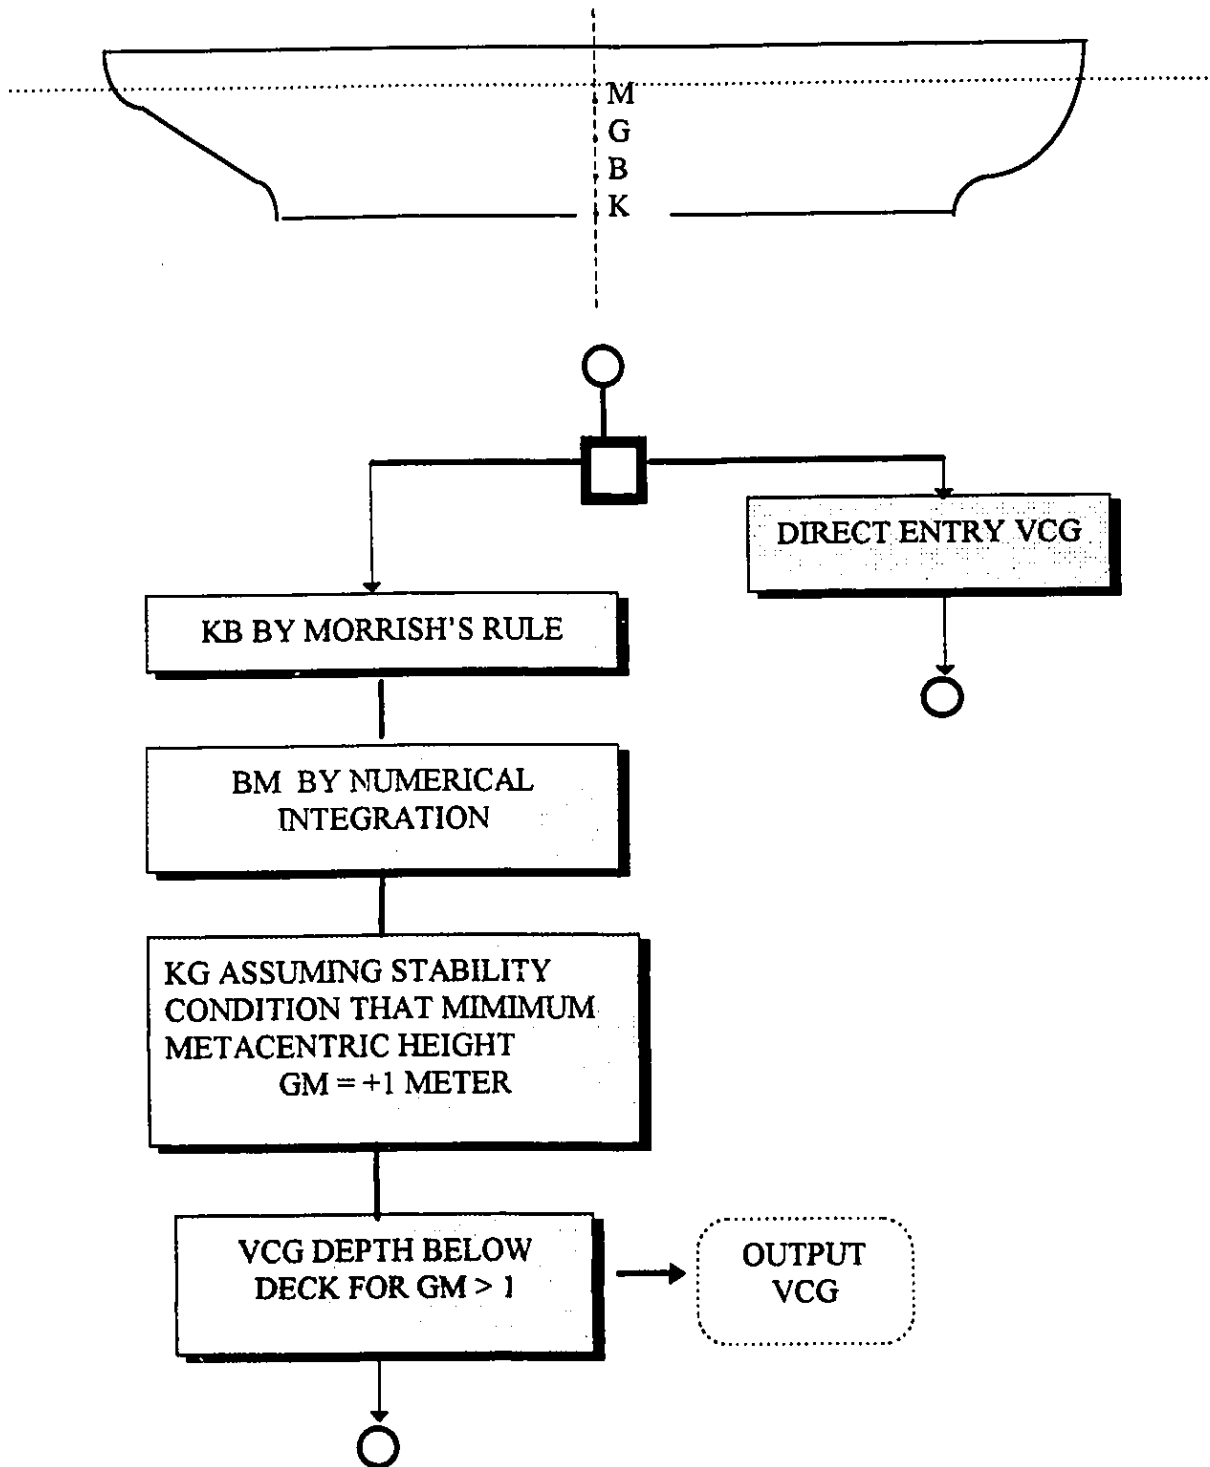 M
G
B
K
DIRECT ENTRY VCG
KB BY MORRISH'S RULE
BM BY NUMERICAL
INTEGRATION
KG ASSUMING STABILITY
CONDITION THAT MIMIMUM
METACENTRIC HEIGHT
GM = +1 METER
VCG DEPTH BELOW
DECK FOR GM > 1
OUTPUT
VCG